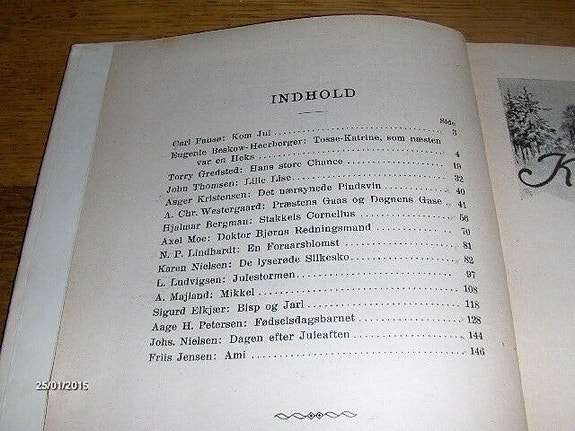 INDHOLD
Side
Carl Fausø: Kom Jul 3
Eugenie Beskow-Heerberger: Tosse-Katrine, som næsten
var en Heks 4
Torry Gredsted: Hans store Chance 19
John Thomsen: Lille Lise 32
Asger Kristensen: Det nærsynede Pindsvin 40
A. Chr. Westergaard: Præstens Gaas og Degnens Gase 41
Hjalmar Bergman: Stakkels Cornelius 56
Axel Moe: Doktor Bjørns Redningsmand 70
N. P. Lindhardt: En Foraarsblomst 81
Karen Nielsen: De lyserøde Silkesko 82
L. Ludvigsen: Julestormen 97
A. Majland: Mikkel 108
Sigurd Elkjær: Bisp og Jarl 118
Aage H. Petersen: Fødselsdagsbarnet 128
Johs. Nielsen: Dagen efter Juleaften 144
Friis Jensen: Ami 146
K
25/01/2015